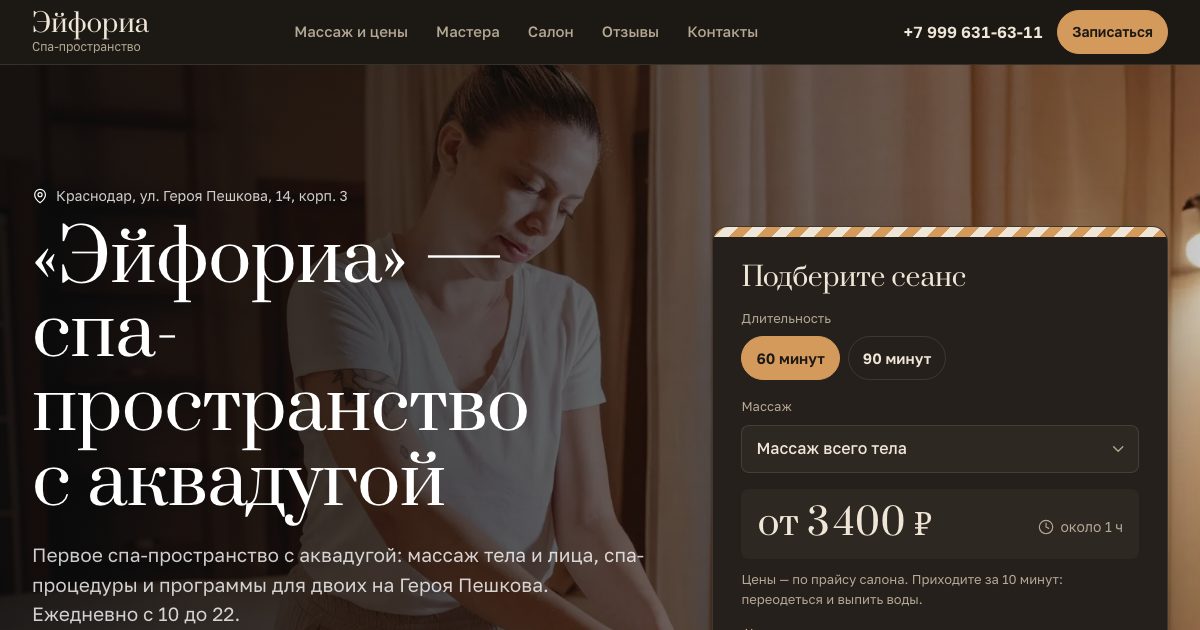 Эйфориа
Спа-пространство
Массаж и цены
Мастера
Салон
Отзывы
Контакты
+7 999 631-63-11
Записаться
Краснодар, ул. Героя Пешкова, 14, корп. 3
«Эйфориа» —
спа-
пространство
с аквадугой
Первое спа-пространство с аквадугой: массаж тела и лица, спа-
процедуры и программы для двоих на Героя Пешкова.
Ежедневно с 10 до 22.
Подберите сеанс
Длительность
60 минут
90 минут
Массаж
Массаж всего тела
от 3 400 ₽
около 1 ч
Цены — по прайсу салона. Приходите за 10 минут:
переодеться и выпить воды.